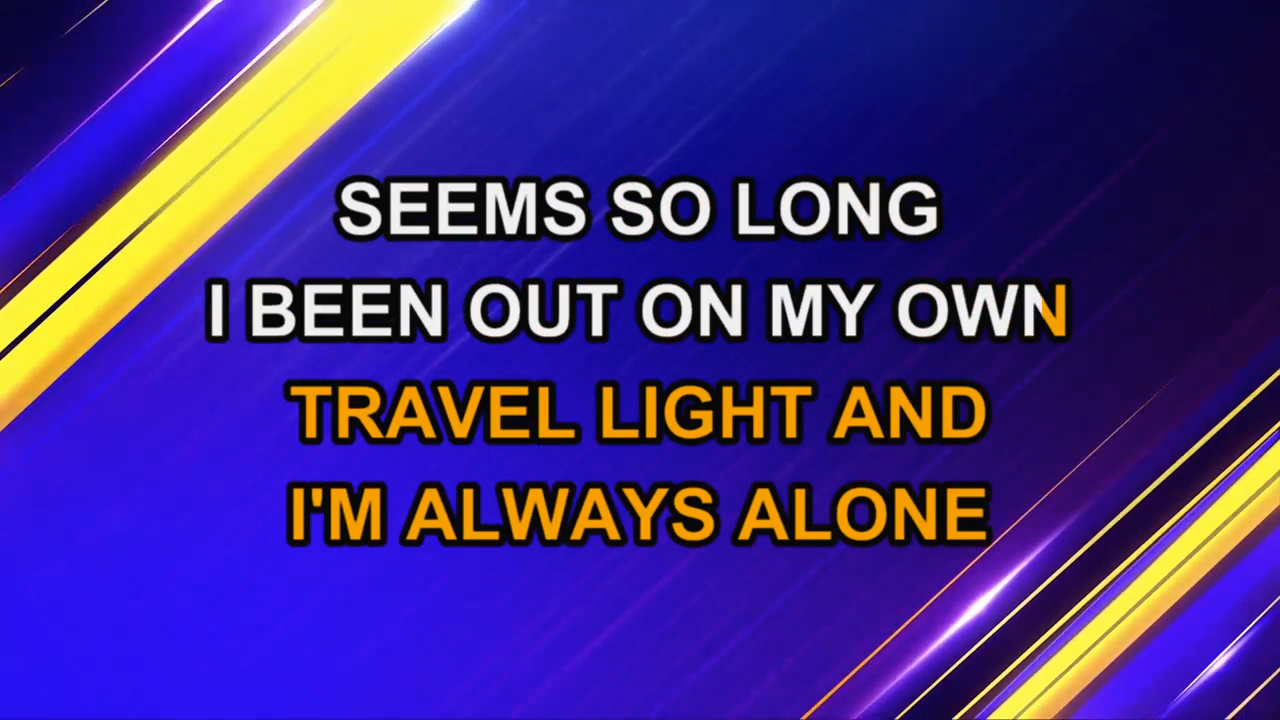 SEEMS SO LONG
I BEEN OUT ON MY OWN
TRAVEL LIGHT AND
I'M ALWAYS ALONE